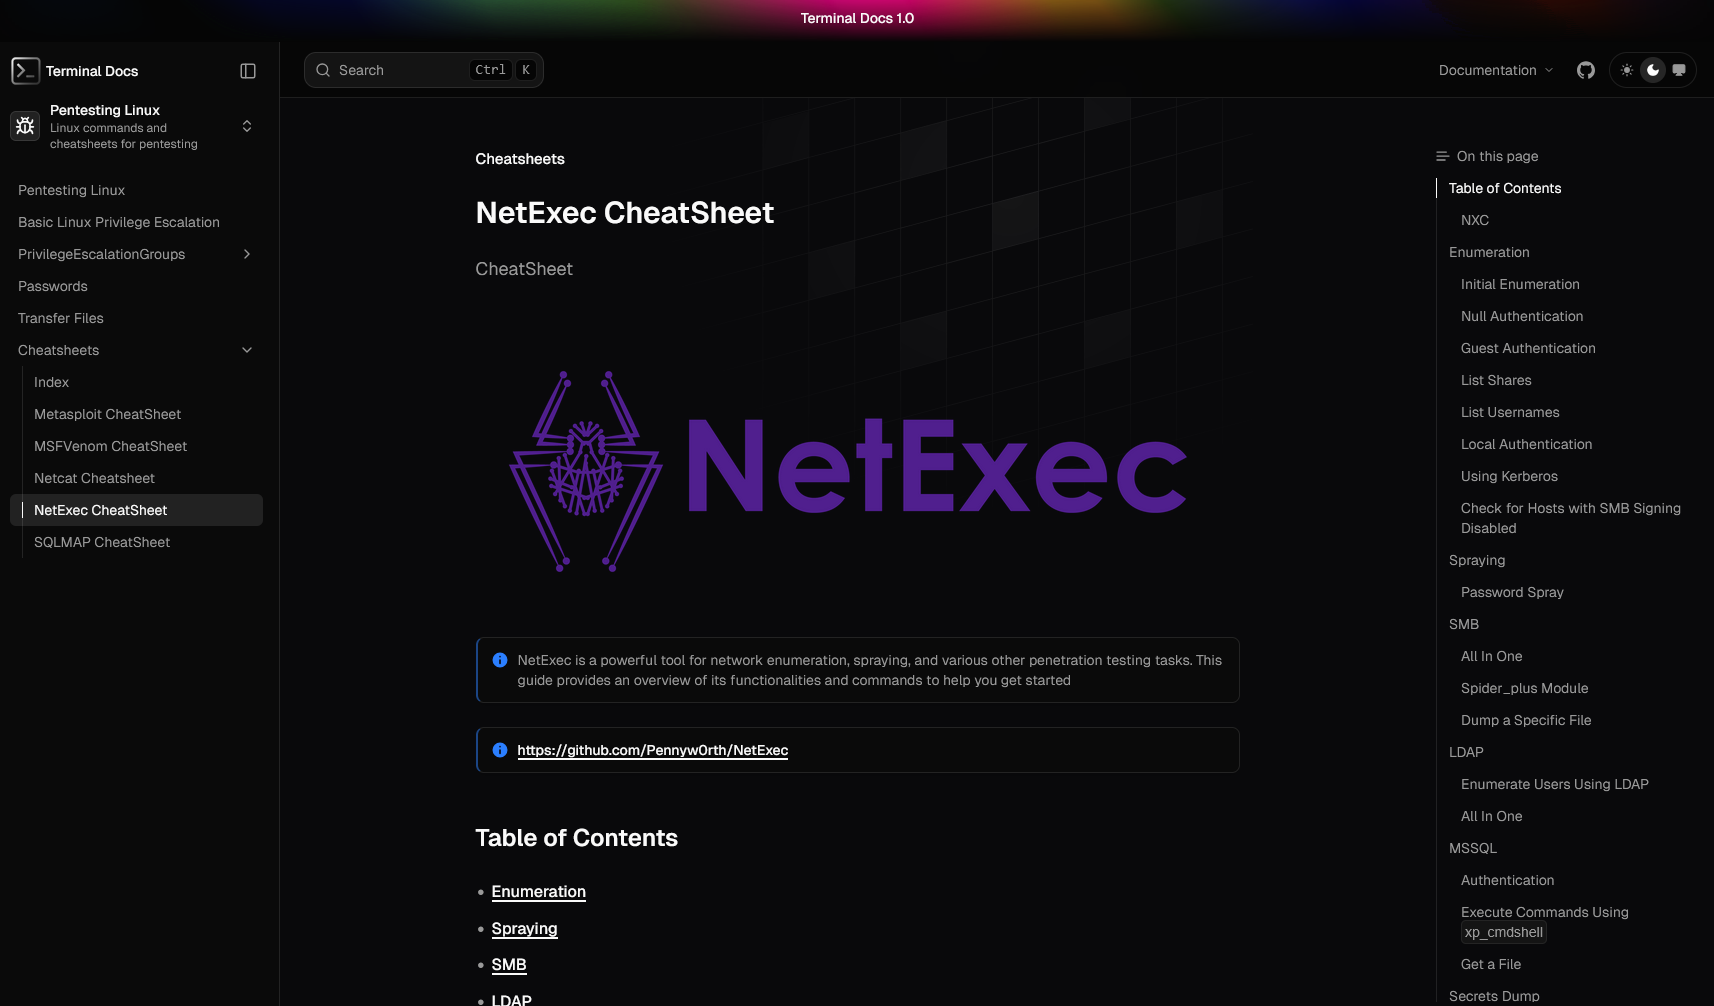 Terminal Docs 1.0
Terminal Docs
Pentesting Linux
Linux commands and
cheatsheets for pentesting
Pentesting Linux
Basic Linux Privilege Escalation
PrivilegeEscalationGroups
Passwords
Transfer Files
Cheatsheets
Index
Metasploit CheatSheet
MSFVenom CheatSheet
Netcat Cheatsheet
NetExec CheatSheet
SQLMAP CheatSheet
Search Ctrl K
Documentation
Cheatsheets
NetExec CheatSheet
CheatSheet
NetExec
NetExec is a powerful tool for network enumeration, spraying, and various other penetration testing tasks. This
guide provides an overview of its functionalities and commands to help you get started
https://github.com/Pennyw0rth/NetExec
Table of Contents
Enumeration
Spraying
SMB
LDAP
On this page
Table of Contents
NXC
Enumeration
Initial Enumeration
Null Authentication
Guest Authentication
List Shares
List Usernames
Local Authentication
Using Kerberos
Check for Hosts with SMB Signing
Disabled
Spraying
Password Spray
SMB
All In One
Spider_plus Module
Dump a Specific File
LDAP
Enumerate Users Using LDAP
All In One
MSSQL
Authentication
Execute Commands Using
xp_cmdshell
Get a File
Secrets Dump